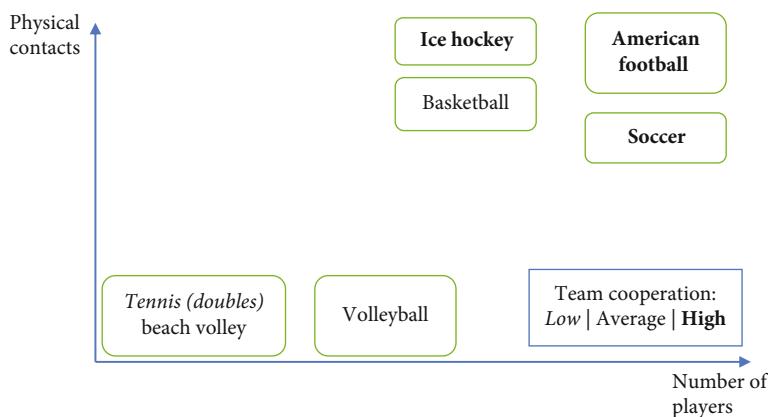 Physical
contacts
Ice hockey
American
football
Basketball
Soccer
Tennis (doubles)
beach volley
Volleyball
Team cooperation:
Low | Average | High
Number of
players